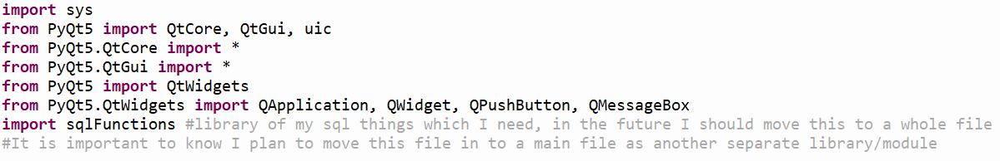 import sys
from PyQt5 import QtCore, QtGui, uic
from PyQt5.QtCore import *
from PyQt5.QtGui import *
from PyQt5 import QtWidgets
from PyQt5.QtWidgets import QApplication, QWidget, QPushButton, QMessageBox
import sqlFunctions #library of my sql things which I need, in the future I should move this to a whole file
#It is important to know I plan to move this file in to a main file as another separate library/module